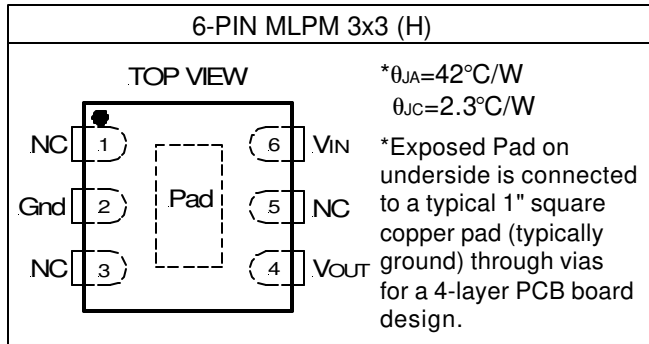 6-PIN MLPM 3x3 (H)
TOP VIEW
NC 1
Gnd 2
NC 3
Pad
6 VIN
5 NC
4 VOUT
*θJA=42°C/W
θJC=2.3°C/W
*Exposed Pad on
underside is connected
to a typical 1" square
copper pad (typically
ground) through vias
for a 4-layer PCB board
design.